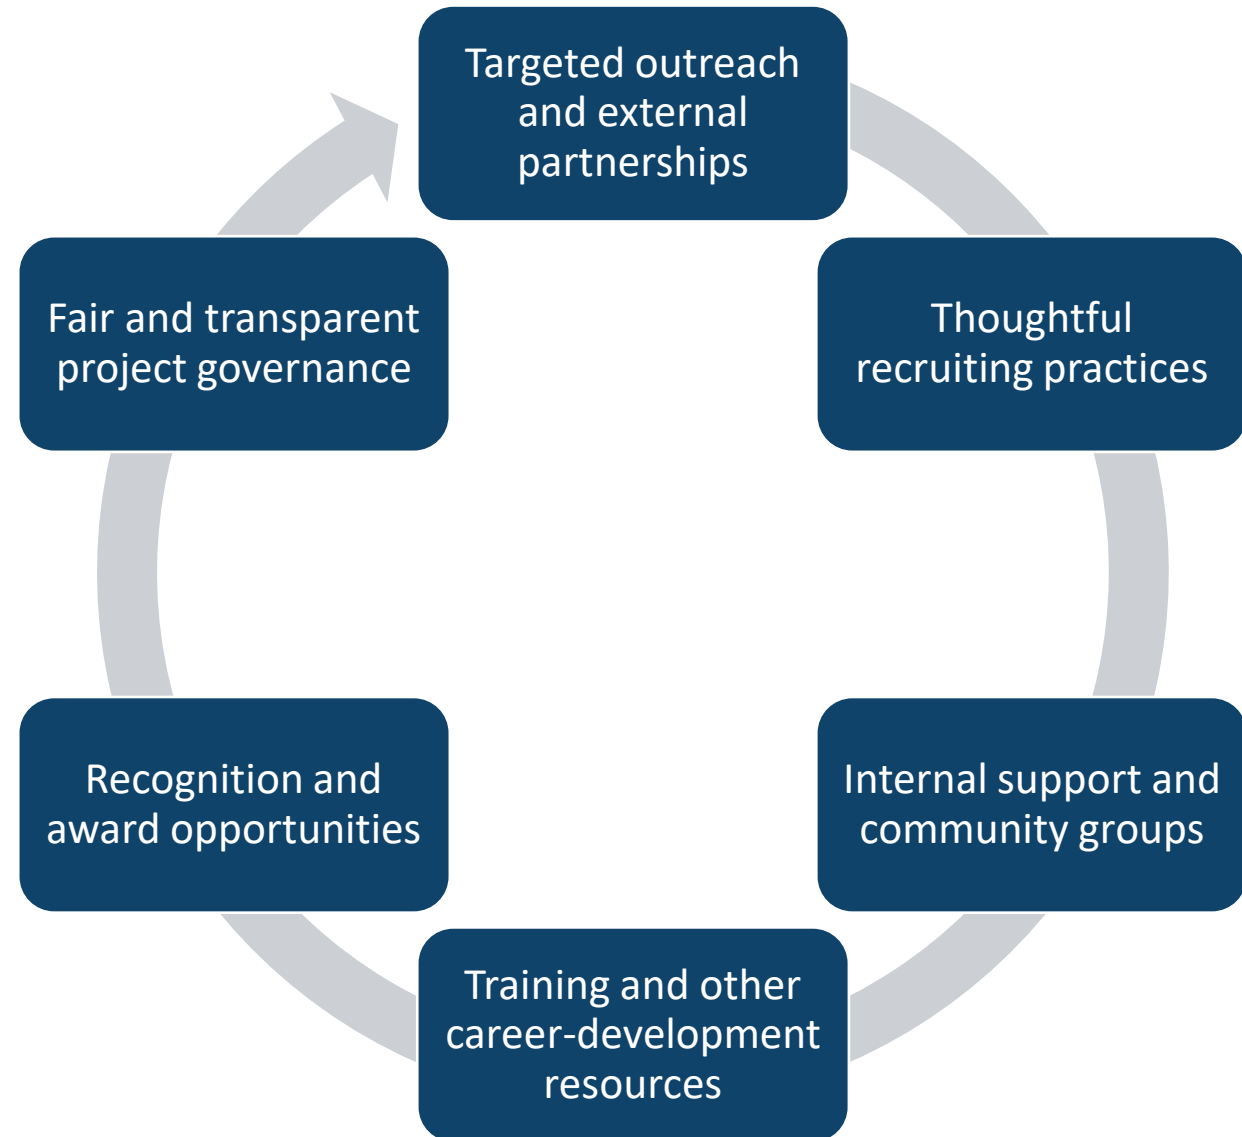 Targeted outreach
and external
partnerships
Thoughtful
recruiting practices
Internal support and
community groups
Training and other
career-development
resources
Recognition and
award opportunities
Fair and transparent
project governance